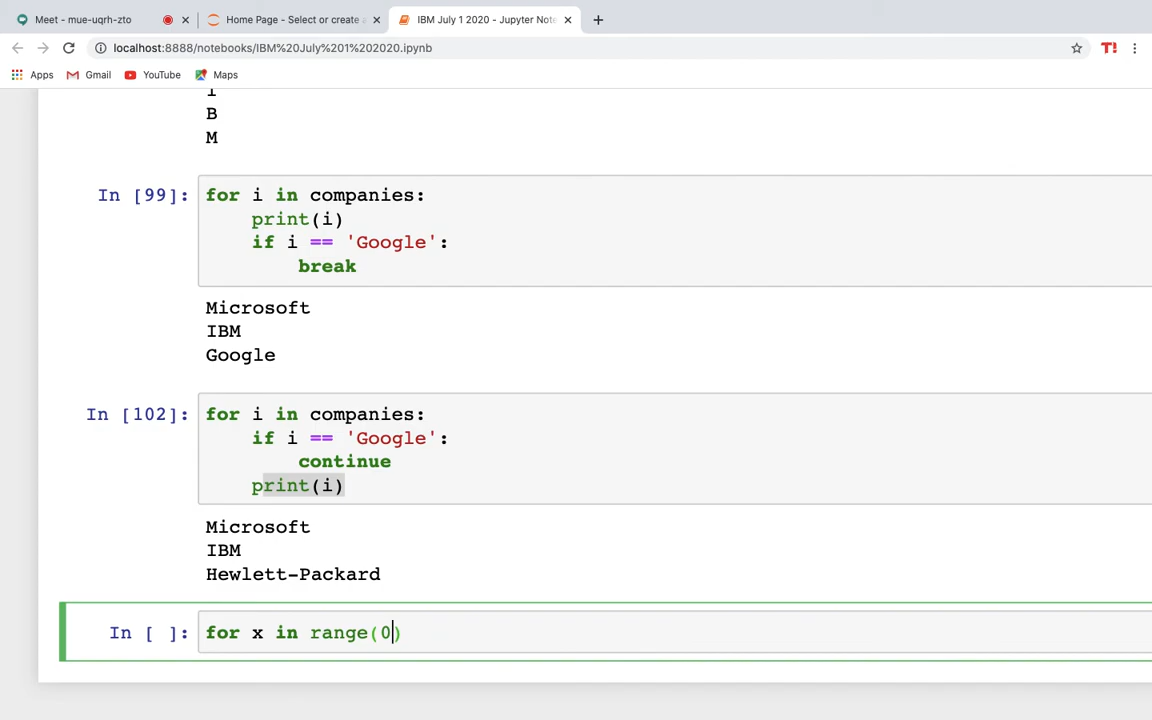 Meet - mue-uqrh-zto
Home Page - Select or create a
IBM July 1 2020 - Jupyter Note
localhost:8888/notebooks/IBM%20July%201%202020.ipynb
T!
Apps Gmail YouTube Maps
I
B
M
In [99]: for i in companies:
print(i)
if i == 'Google':
break
Microsoft
IBM
Google
In [102]: for i in companies:
if i == 'Google':
continue
print(i)
Microsoft
IBM
Hewlett-Packard
In [ ]: for x in range(0)